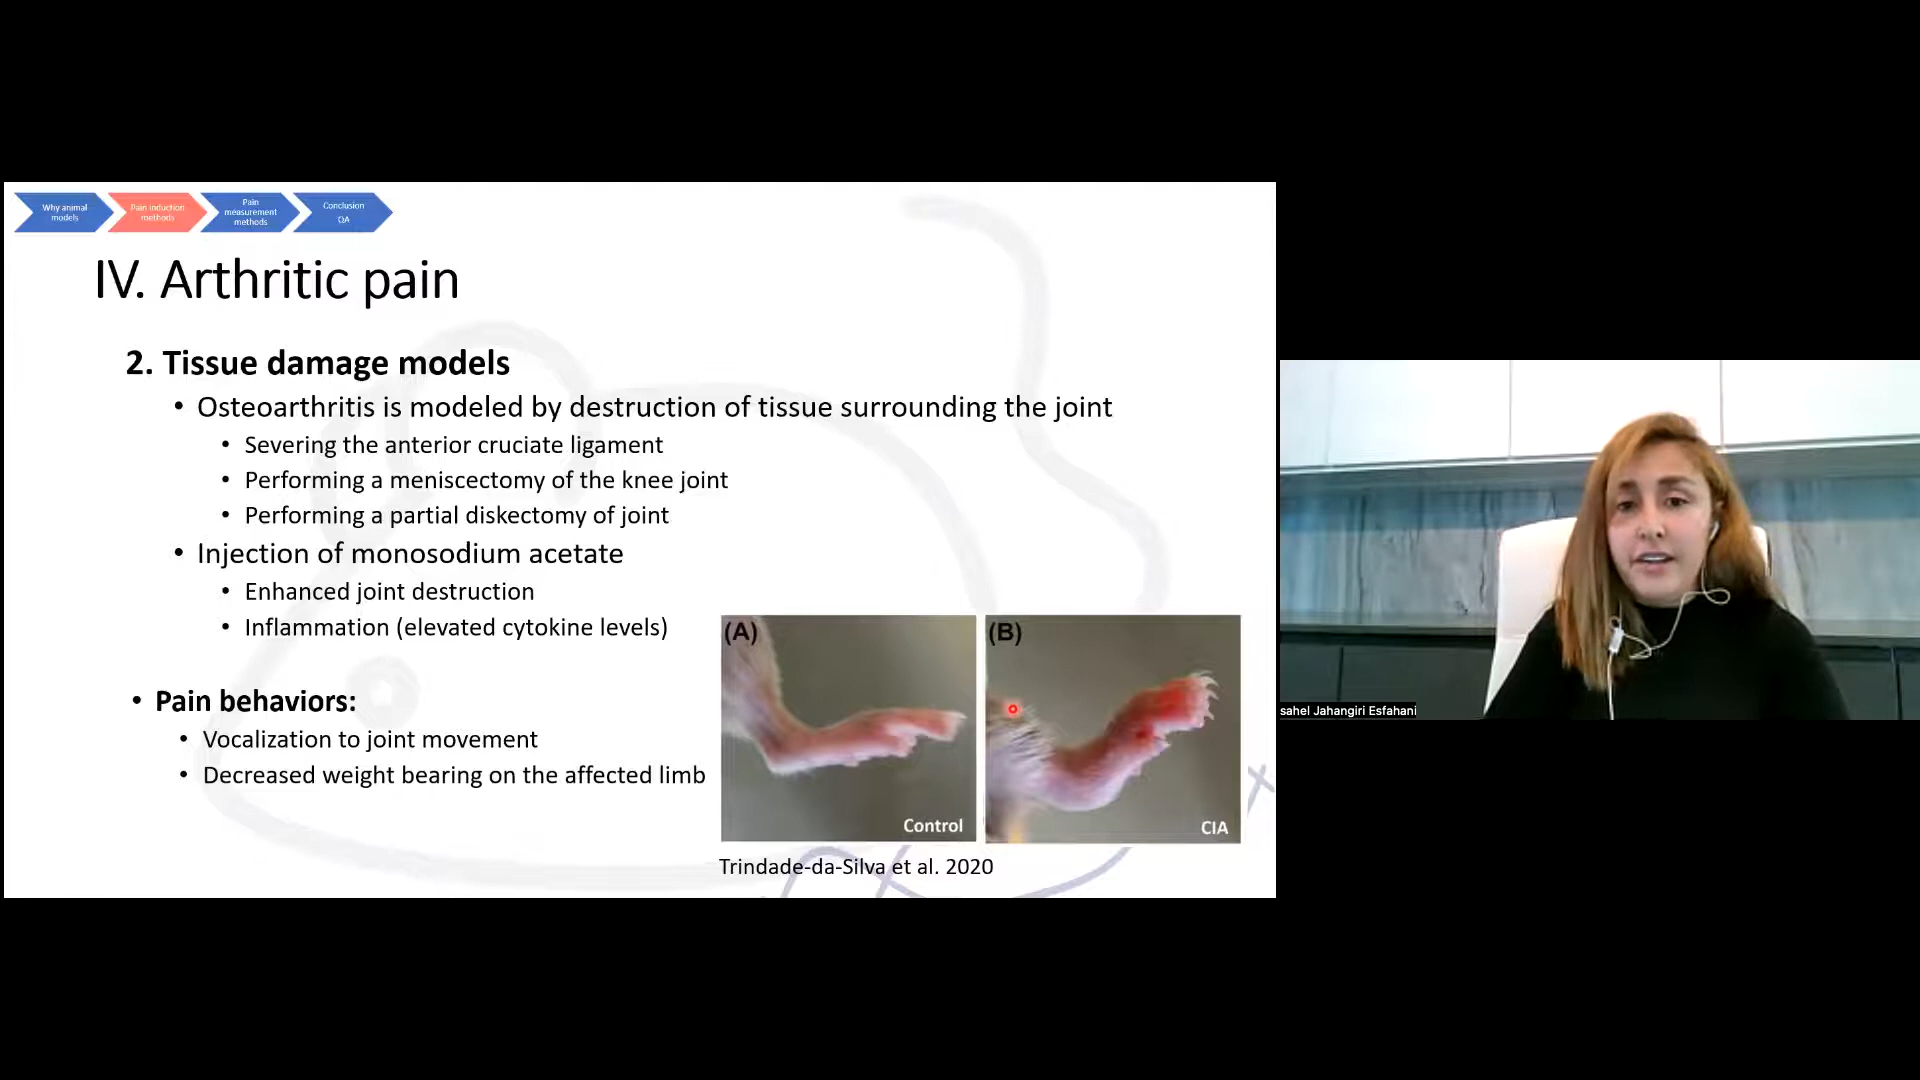 Why animal
models
Pain induction
methods
Pain
measurement
methods
Conclusion
QA
IV. Arthritic pain
2. Tissue damage models
• Osteoarthritis is modeled by destruction of tissue surrounding the joint
• Severing the anterior cruciate ligament
• Performing a meniscectomy of the knee joint
• Performing a partial diskectomy of joint
• Injection of monosodium acetate
• Enhanced joint destruction
• Inflammation (elevated cytokine levels)
• Pain behaviors:
• Vocalization to joint movement
• Decreased weight bearing on the affected limb
(A)
Control
(B)
CIA
Trindade-da-Silva et al. 2020
sahel Jahangiri Esfahani